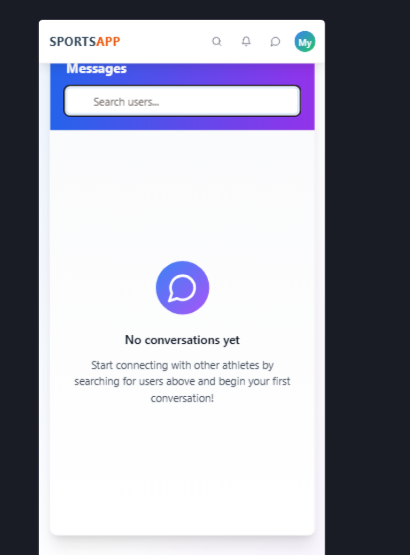 SPORTSAPP
My
Messages
Search users...
No conversations yet
Start connecting with other athletes by
searching for users above and begin your first
conversation!